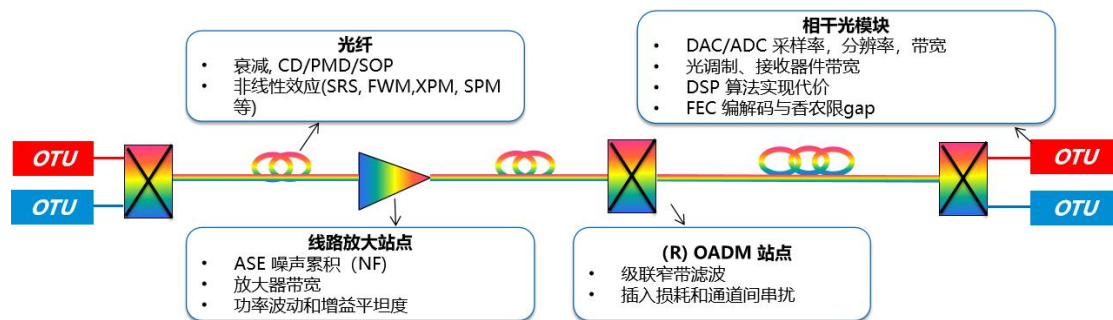 光纤
• 衰减, CD/PMD/SOP
• 非线性效应(SRS, FWM,XPM, SPM
等)
相干光模块
• DAC/ADC 采样率，分辨率，带宽
• 光调制、接收器件带宽
• DSP 算法实现代价
• FEC 编解码与香农限gap
OTU
OTU
OTU
OTU
线路放大站点
• ASE 噪声累积（NF)
• 放大器带宽
• 功率波动和增益平坦度
(R) OADM 站点
• 级联窄带滤波
• 插入损耗和通道间串扰